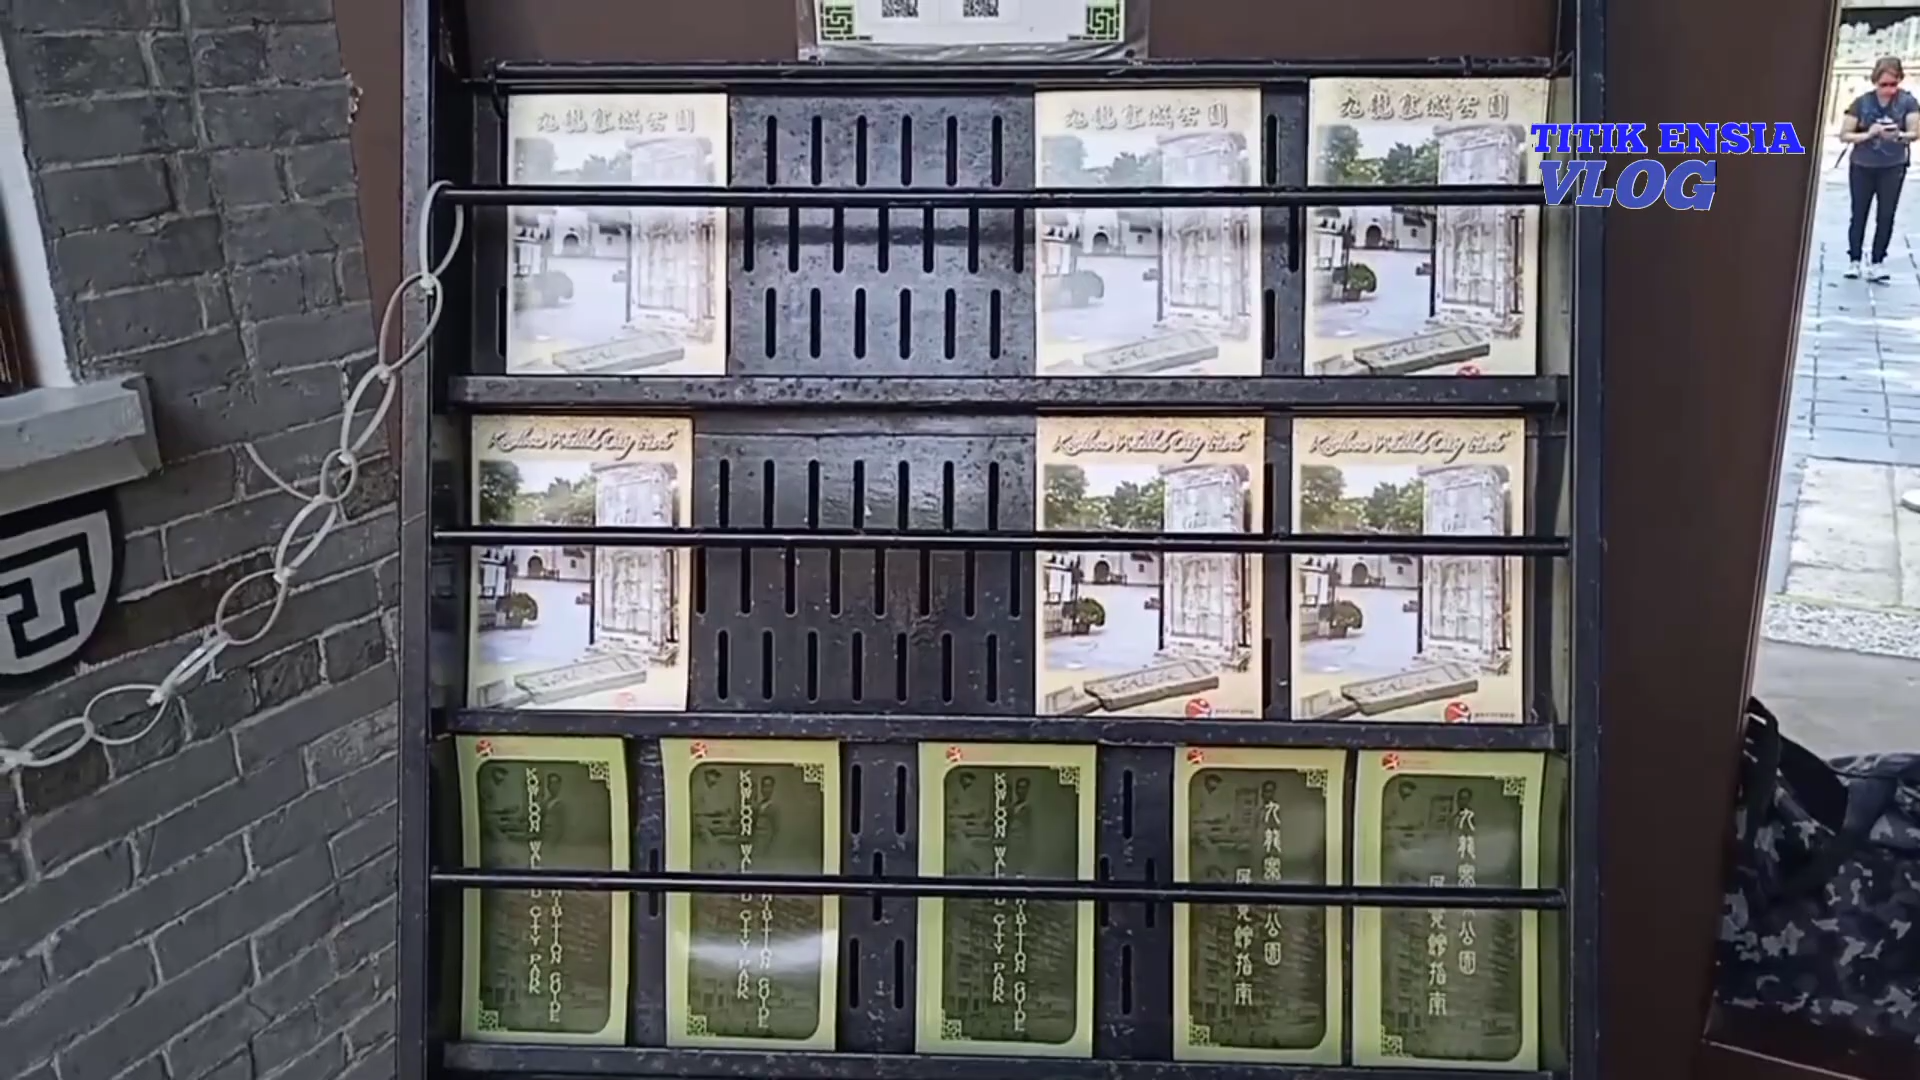 九龍寨城公園
九龍寨城公園
九龍寨城公園
TITIK ENSIA
VLOG
Kowloon Walled City Park
Kowloon Walled City Park
Kowloon Walled City Park
KOWLOON WALLED CITY PARK
EXHIBITION GUIDE
KOWLOON WALLED CITY PARK
EXHIBITION GUIDE
KOWLOON WALLED CITY PARK
EXHIBITION GUIDE
九龍寨城公園
展覽館指南
九龍寨城公園
展覽館指南